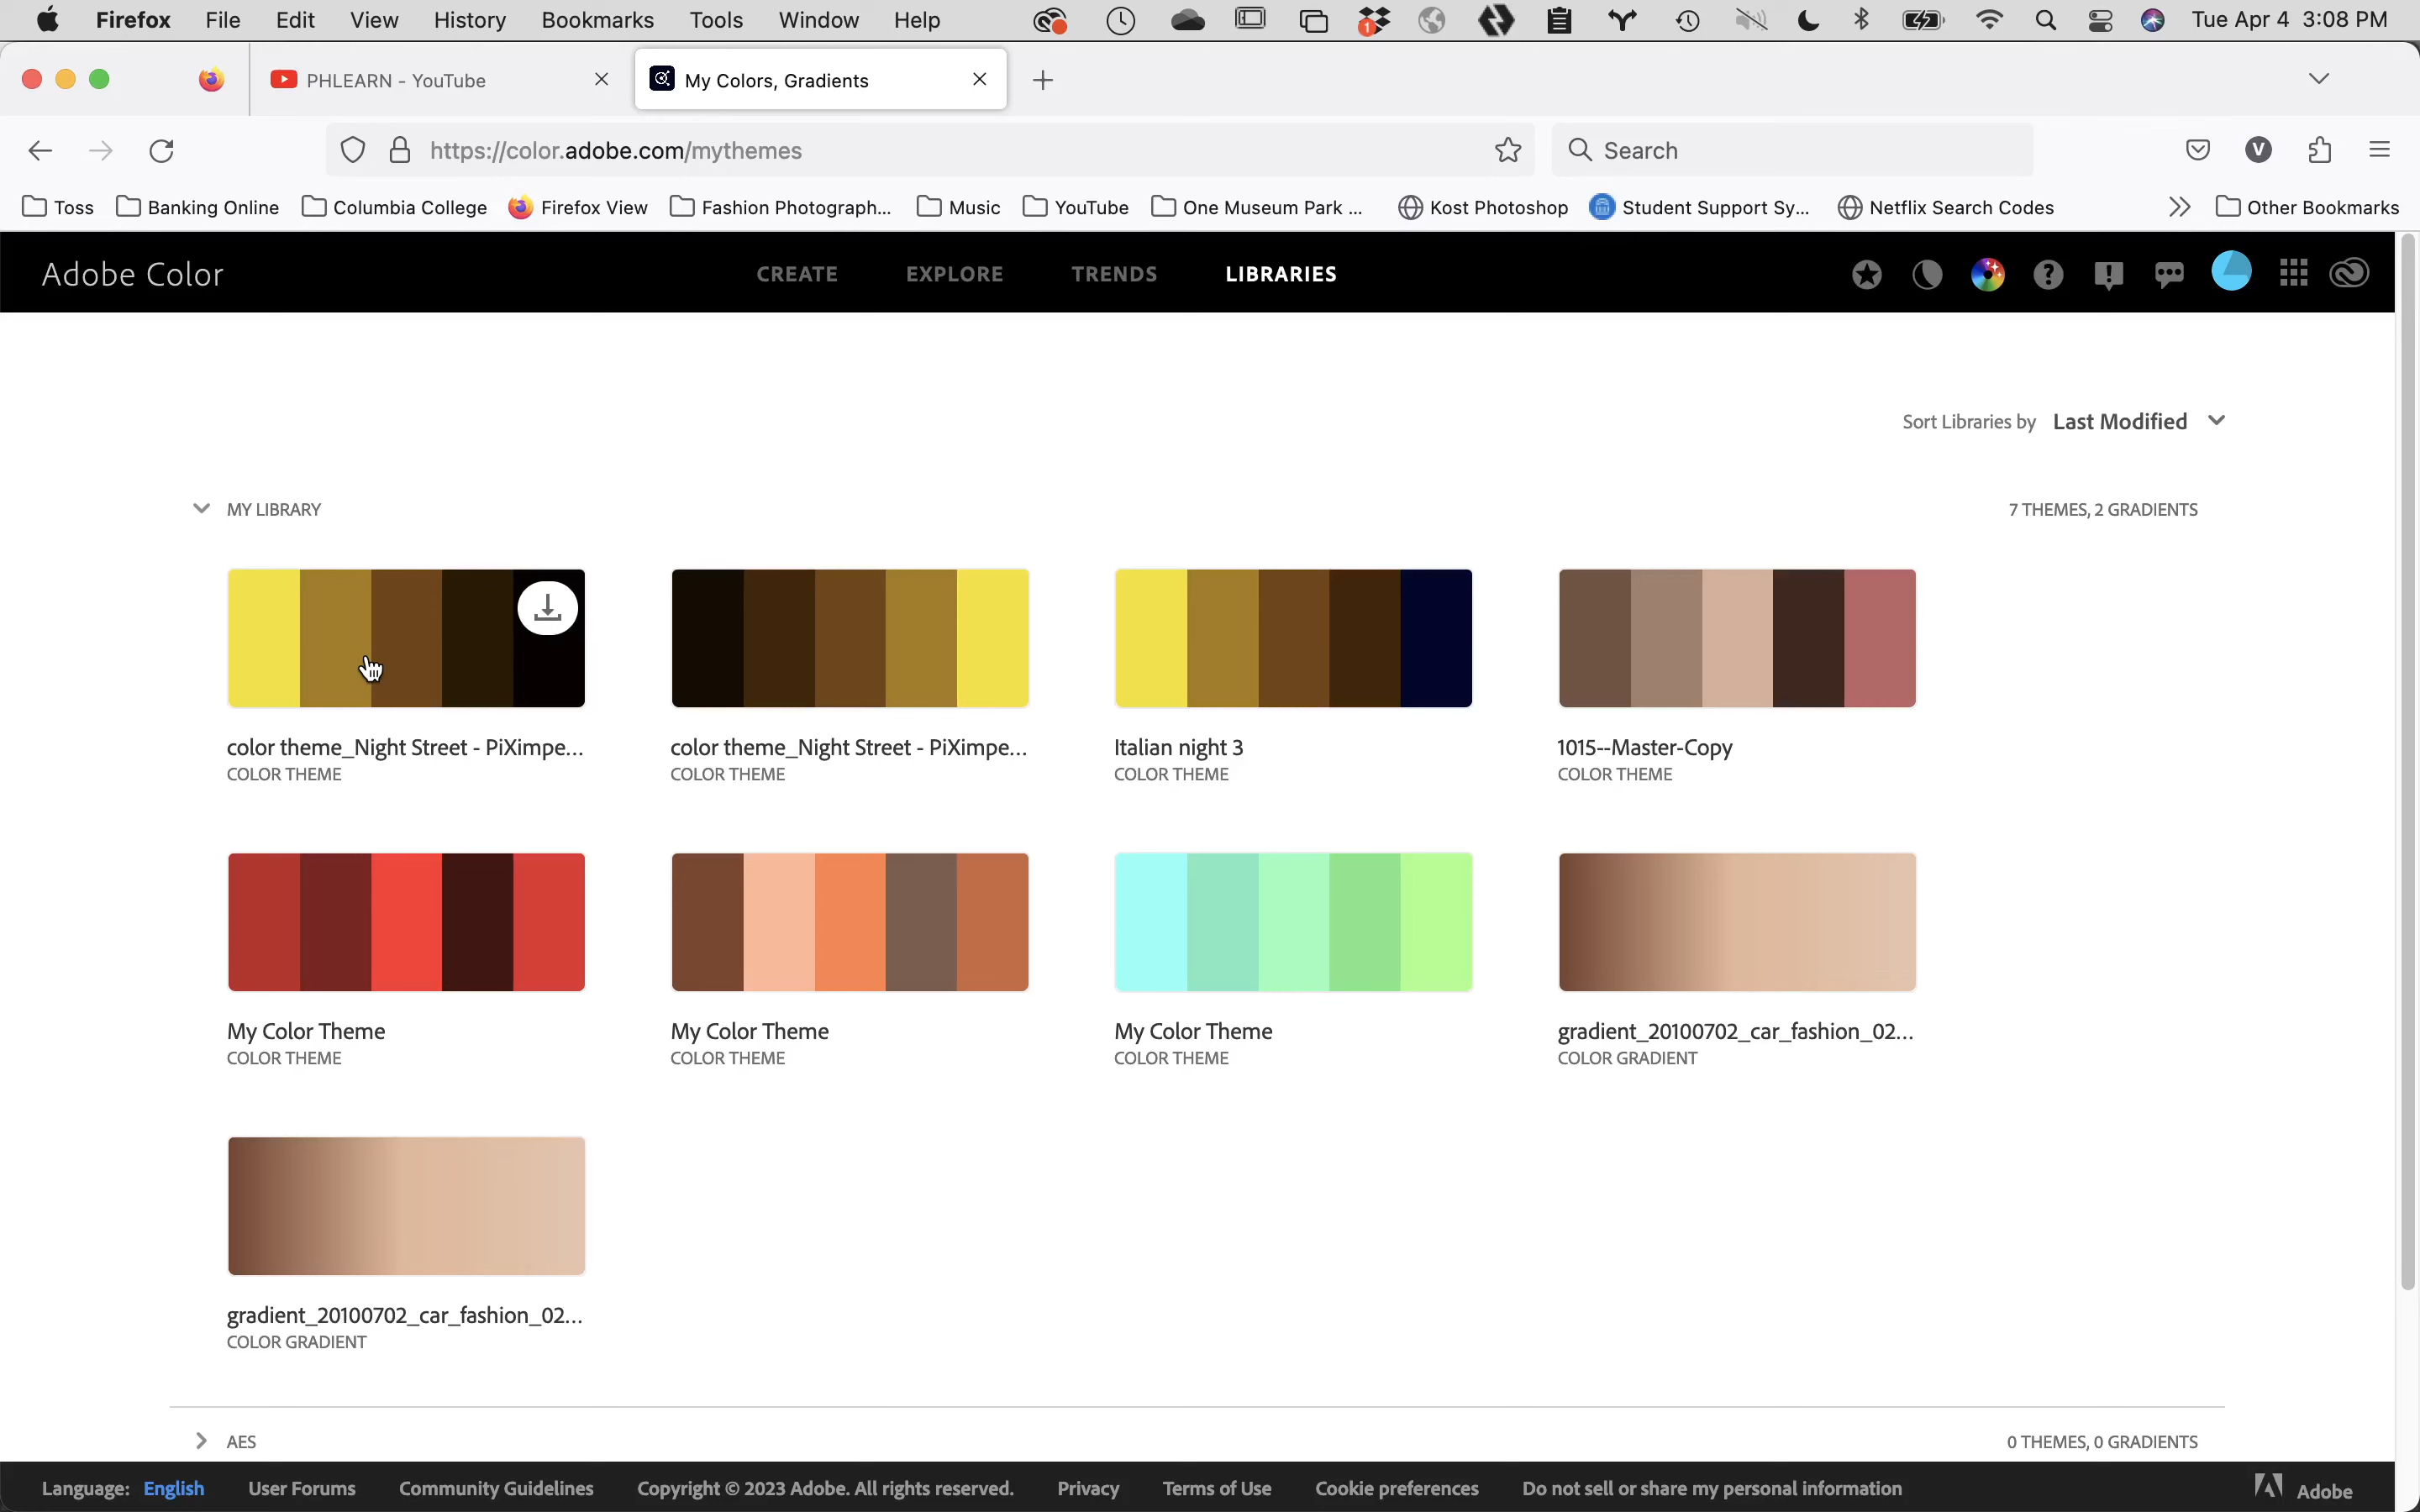 Firefox File Edit View History Bookmarks Tools Window Help 1 Tue Apr 4 3:08 PM
PHLEARN - YouTube My Colors, Gradients
https://color.adobe.com/mythemes Search V
Toss Banking Online Columbia College Firefox View Fashion Photograph... Music YouTube One Museum Park ... Kost Photoshop Student Support Sy... Netflix Search Codes Other Bookmarks
Adobe Color CREATE EXPLORE TRENDS LIBRARIES
Sort Libraries by Last Modified
MY LIBRARY 7 THEMES, 2 GRADIENTS
color theme_Night Street - PiXimpe... color theme_Night Street - PiXimpe... Italian night 3 1015--Master-Copy
COLOR THEME COLOR THEME COLOR THEME COLOR THEME
My Color Theme My Color Theme My Color Theme gradient_20100702_car_fashion_02...
COLOR THEME COLOR THEME COLOR THEME COLOR GRADIENT
gradient_20100702_car_fashion_02...
COLOR GRADIENT
AES 0 THEMES, 0 GRADIENTS
Language: English User Forums Community Guidelines Copyright © 2023 Adobe. All rights reserved. Privacy Terms of Use Cookie preferences Do not sell or share my personal information Adobe